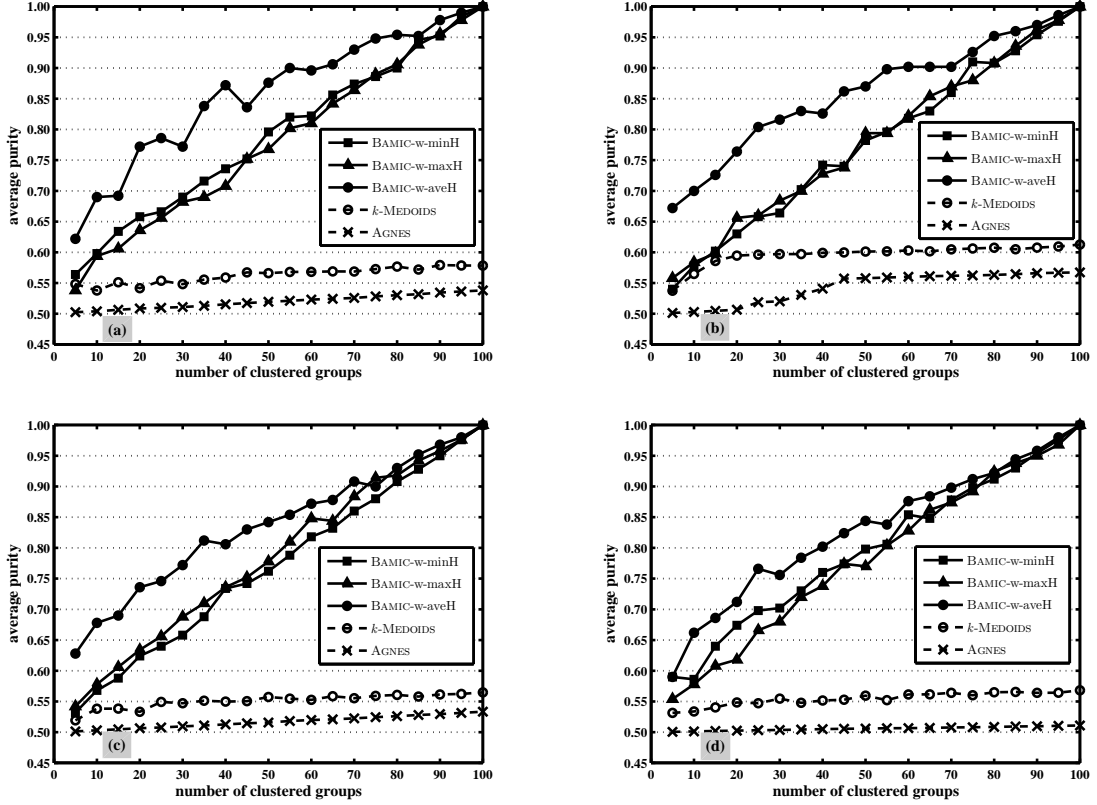 1.00
0.95
0.90
0.85
0.80
0.75
0.70
0.65
0.60
0.55
0.50
0.45
average purity
BAMIC-w-minH
BAMIC-w-maxH
BAMIC-w-aveH
k-MEDOIDS
AGNES
(a)
0 10 20 30 40 50 60 70 80 90 100
number of clustered groups
1.00
0.95
0.90
0.85
0.80
0.75
0.70
0.65
0.60
0.55
0.50
0.45
average purity
BAMIC-w-minH
BAMIC-w-maxH
BAMIC-w-aveH
k-MEDOIDS
AGNES
(b)
0 10 20 30 40 50 60 70 80 90 100
number of clustered groups
1.00
0.95
0.90
0.85
0.80
0.75
0.70
0.65
0.60
0.55
0.50
0.45
average purity
BAMIC-w-minH
BAMIC-w-maxH
BAMIC-w-aveH
k-MEDOIDS
AGNES
(c)
0 10 20 30 40 50 60 70 80 90 100
number of clustered groups
1.00
0.95
0.90
0.85
0.80
0.75
0.70
0.65
0.60
0.55
0.50
0.45
average purity
BAMIC-w-minH
BAMIC-w-maxH
BAMIC-w-aveH
k-MEDOIDS
AGNES
(d)
0 10 20 30 40 50 60 70 80 90 100
number of clustered groups